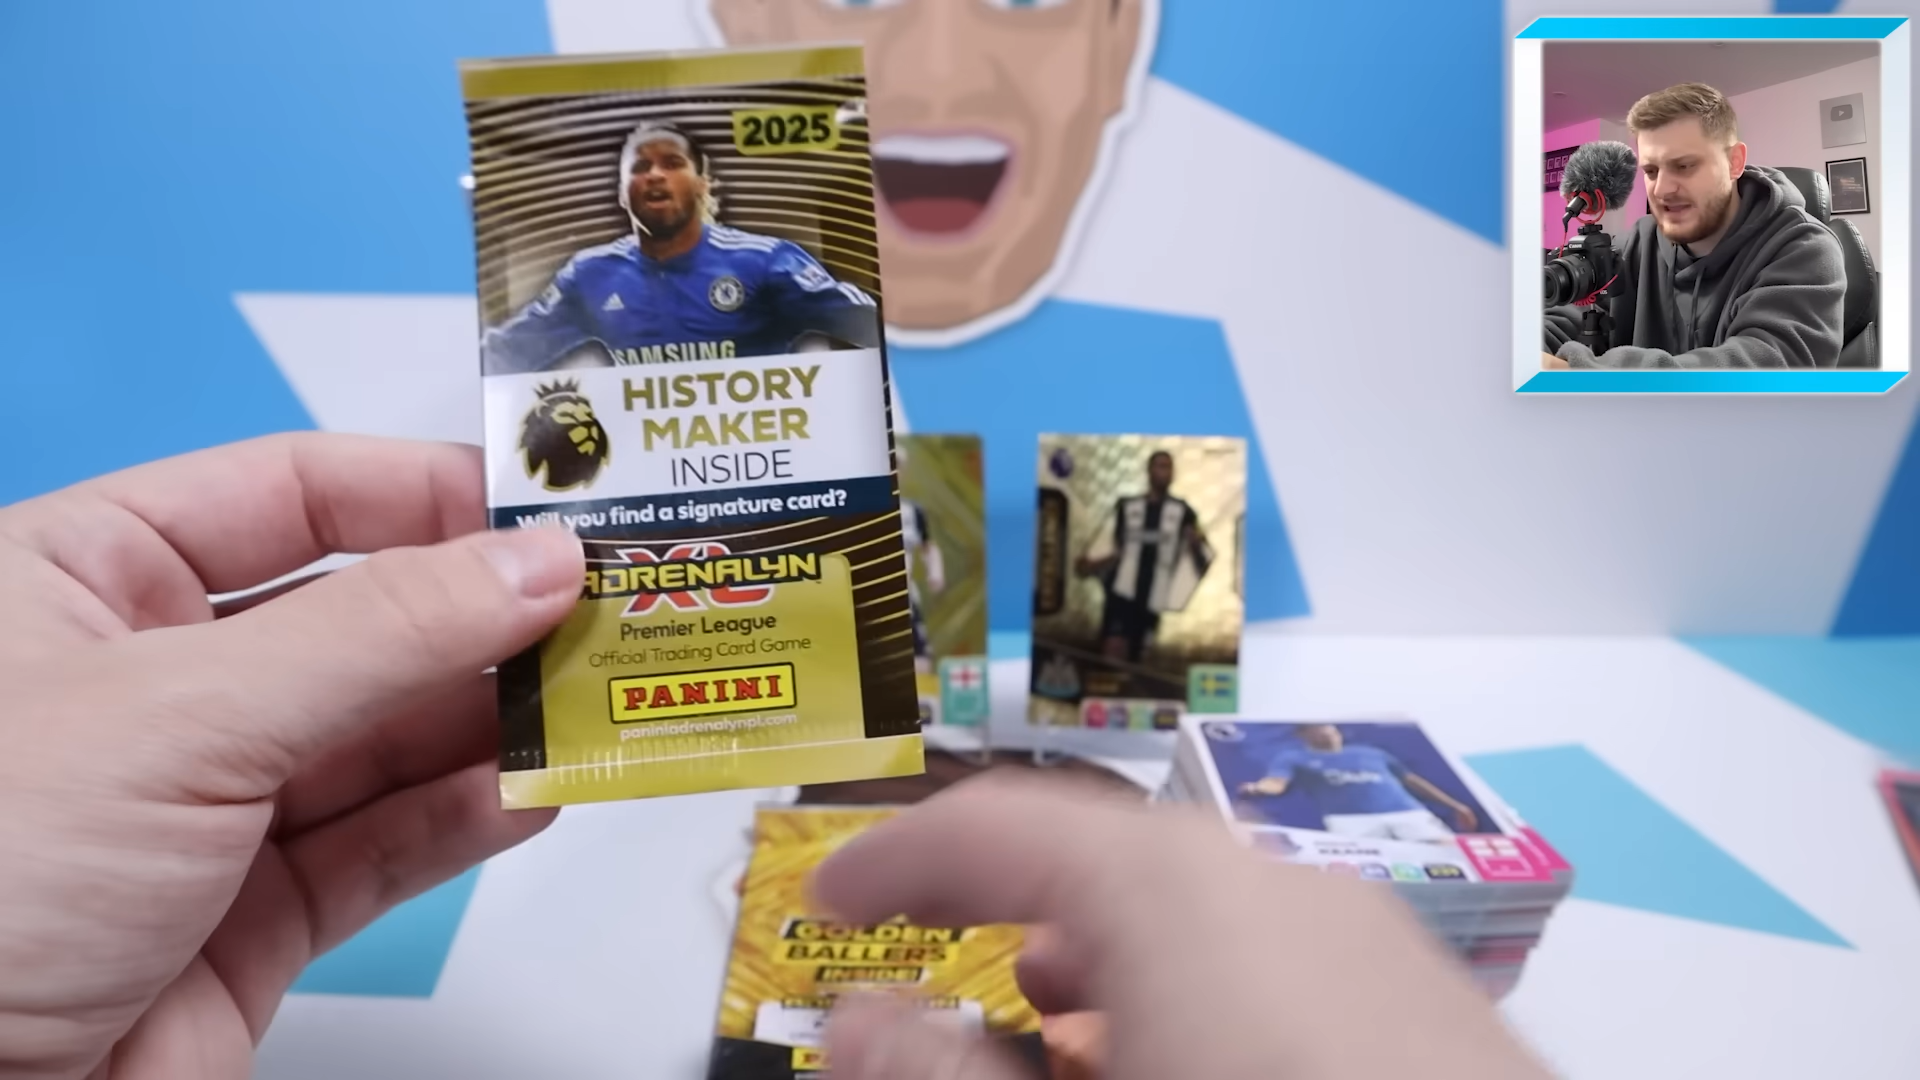 2025
SAMSUNG
HISTORY
MAKER
INSIDE
Will you find a signature card?
ADRENALYN
XL
Premier League
Official Trading Card Game
PANINI
paniniadrenalynpl.com
GOLDEN
BALLERS
INSIDE!
KEANE